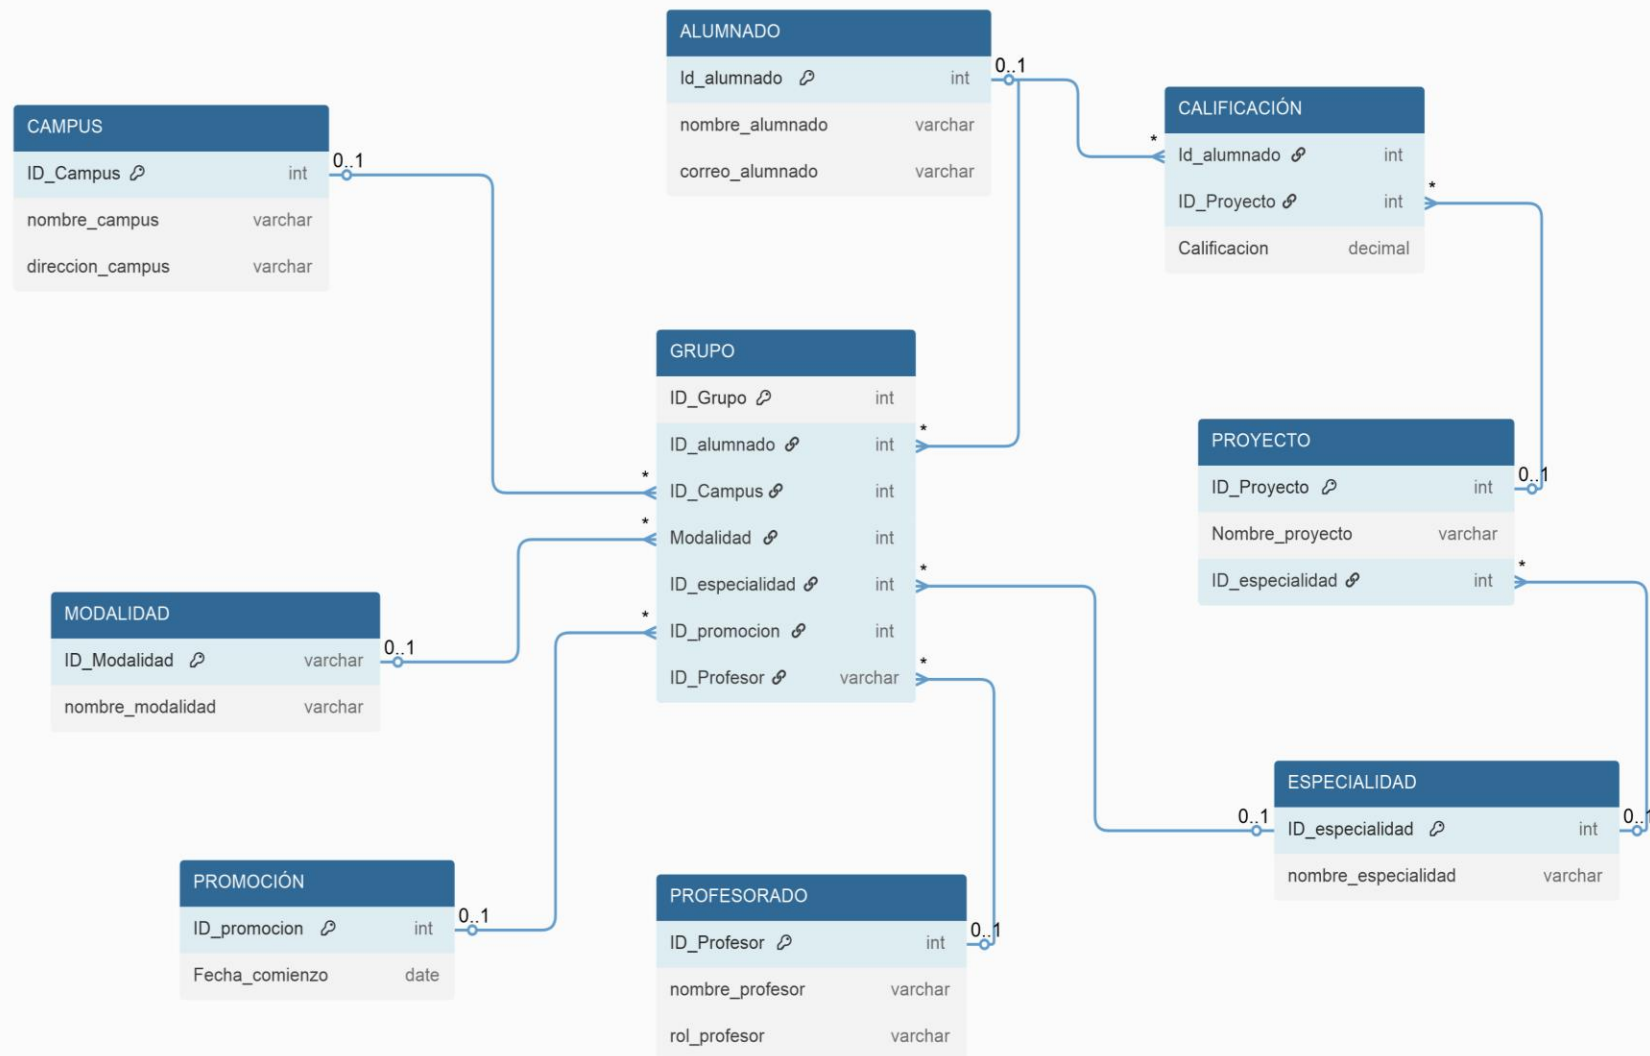 ALUMNADO
Id_alumnado int
nombre_alumnado varchar
correo_alumnado varchar
0..1
CALIFICACIÓN
Id_alumnado int
ID_Proyecto int
Calificacion decimal
*
*
CAMPUS
ID_Campus int
nombre_campus varchar
direccion_campus varchar
0..1
GRUPO
ID_Grupo int
ID_alumnado int
ID_Campus int
Modalidad int
ID_especialidad int
ID_promocion int
ID_Profesor varchar
*
*
*
*
*
*
PROYECTO
ID_Proyecto int
Nombre_proyecto varchar
ID_especialidad int
0..1
*
MODALIDAD
ID_Modalidad varchar
nombre_modalidad varchar
0..1
ESPECIALIDAD
ID_especialidad int
nombre_especialidad varchar
0..1
0..1
PROMOCIÓN
ID_promocion int
Fecha_comienzo date
0..1
PROFESORADO
ID_Profesor int
nombre_profesor varchar
rol_profesor varchar
0..1